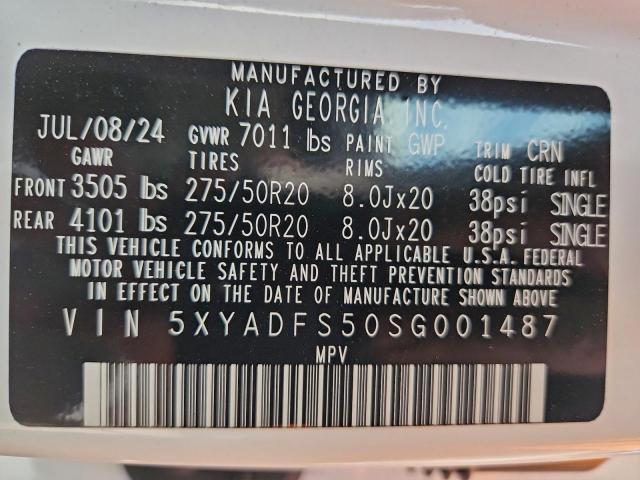 MANUFACTURED BY
KIA GEORGIA, INC.
JUL/08/24 GVWR 7011 lbs PAINT GWP TRIM CRN
GAWR TIRES RIMS COLD TIRE INFL
FRONT 3505 lbs 275/50R20 8.0Jx20 38psi SINGLE
REAR 4101 lbs 275/50R20 8.0Jx20 38psi SINGLE
THIS VEHICLE CONFORMS TO ALL APPLICABLE U.S.A. FEDERAL
MOTOR VEHICLE SAFETY AND THEFT PREVENTION STANDARDS
IN EFFECT ON THE DATE OF MANUFACTURE SHOWN ABOVE
VIN 5XYADFS50SG001487
MPV